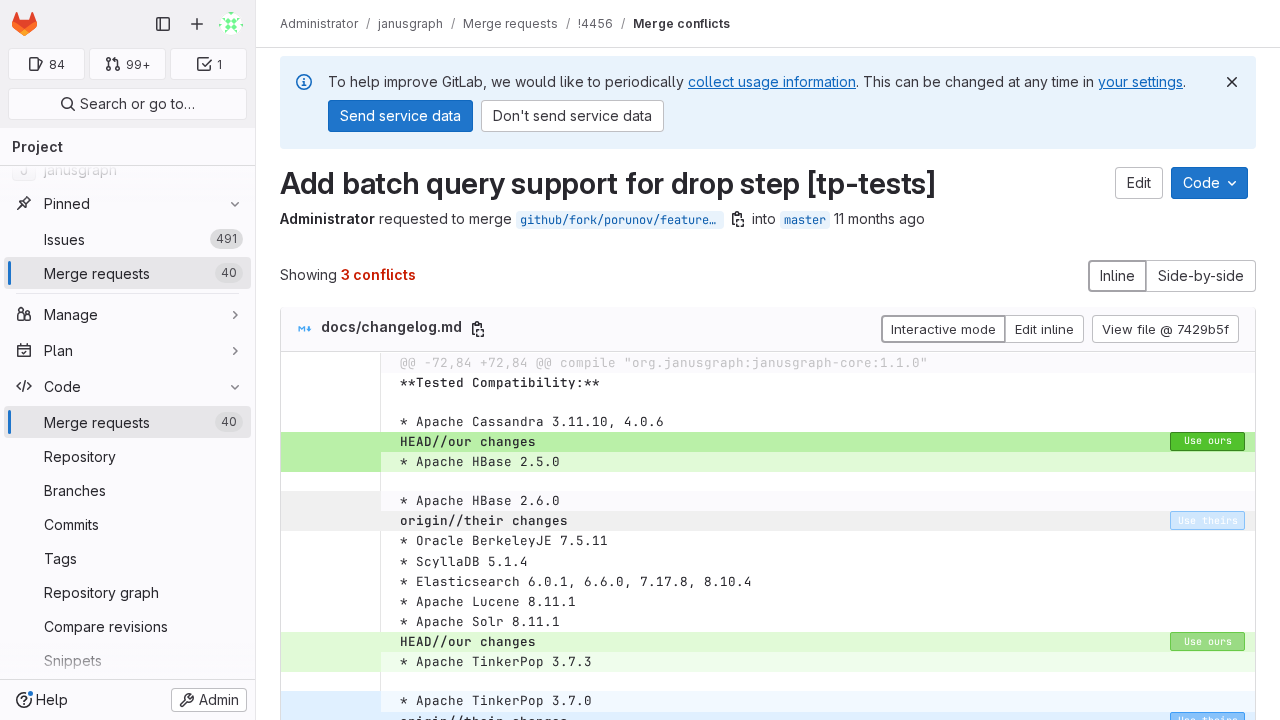 Administrator / janusgraph / Merge requests / !4456 / Merge conflicts
84
99+
1
Search or go to…
Project
J janusgraph
Pinned
Issues 491
Merge requests 40
Manage
Plan
Code
Merge requests 40
Repository
Branches
Commits
Tags
Repository graph
Compare revisions
Snippets
Help
Admin
To help improve GitLab, we would like to periodically collect usage information. This can be changed at any time in your settings.
Send service data
Don't send service data
Add batch query support for drop step [tp-tests]
Edit
Code
Administrator requested to merge github/fork/porunov/feature… into master 11 months ago
Showing 3 conflicts
Inline
Side-by-side
docs/changelog.md
Interactive mode
Edit inline
View file @ 7429b5f
@@ -72,84 +72,84 @@ compile "org.janusgraph:janusgraph-core:1.1.0"
**Tested Compatibility:**
* Apache Cassandra 3.11.10, 4.0.6
HEAD//our changes
Use ours
* Apache HBase 2.5.0
* Apache HBase 2.6.0
origin//their changes
Use theirs
* Oracle BerkeleyJE 7.5.11
* ScyllaDB 5.1.4
* Elasticsearch 6.0.1, 6.6.0, 7.17.8, 8.10.4
* Apache Lucene 8.11.1
* Apache Solr 8.11.1
HEAD//our changes
Use ours
* Apache TinkerPop 3.7.3
* Apache TinkerPop 3.7.0
origin//their changes
Use theirs